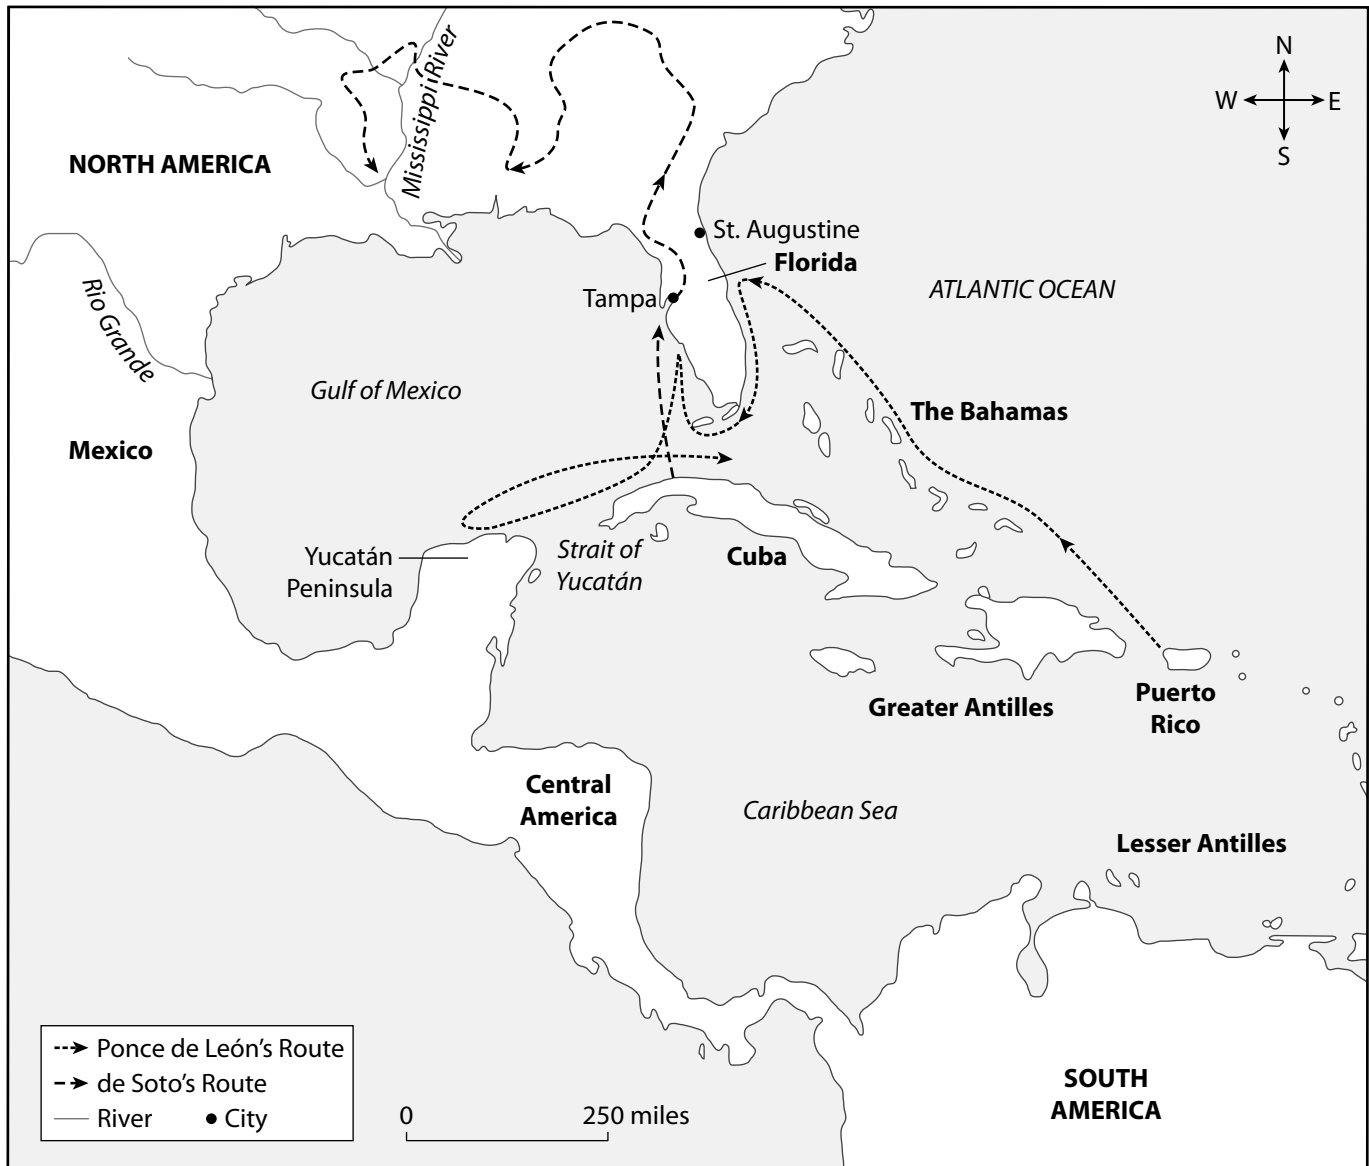 N
W E
S
Mississippi River
NORTH AMERICA
St. Augustine
Florida
Tampa
ATLANTIC OCEAN
Rio Grande
Gulf of Mexico
The Bahamas
Mexico
Yucatán
Peninsula
Strait of
Yucatán
Cuba
Greater Antilles
Puerto
Rico
Central
America
Caribbean Sea
Lesser Antilles
SOUTH
AMERICA
Ponce de León's Route
de Soto's Route
River City
0 250 miles